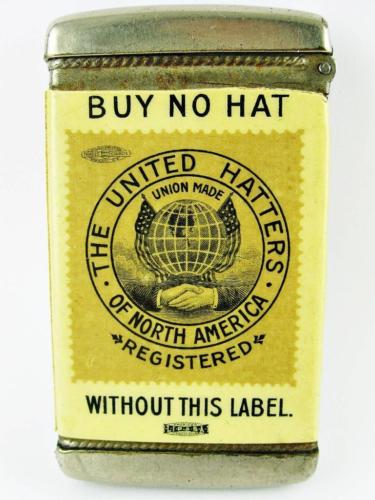 BUY NO HAT
THE UNITED HATTERS
UNION MADE
OF NORTH AMERICA
REGISTERED
WITHOUT THIS LABEL.